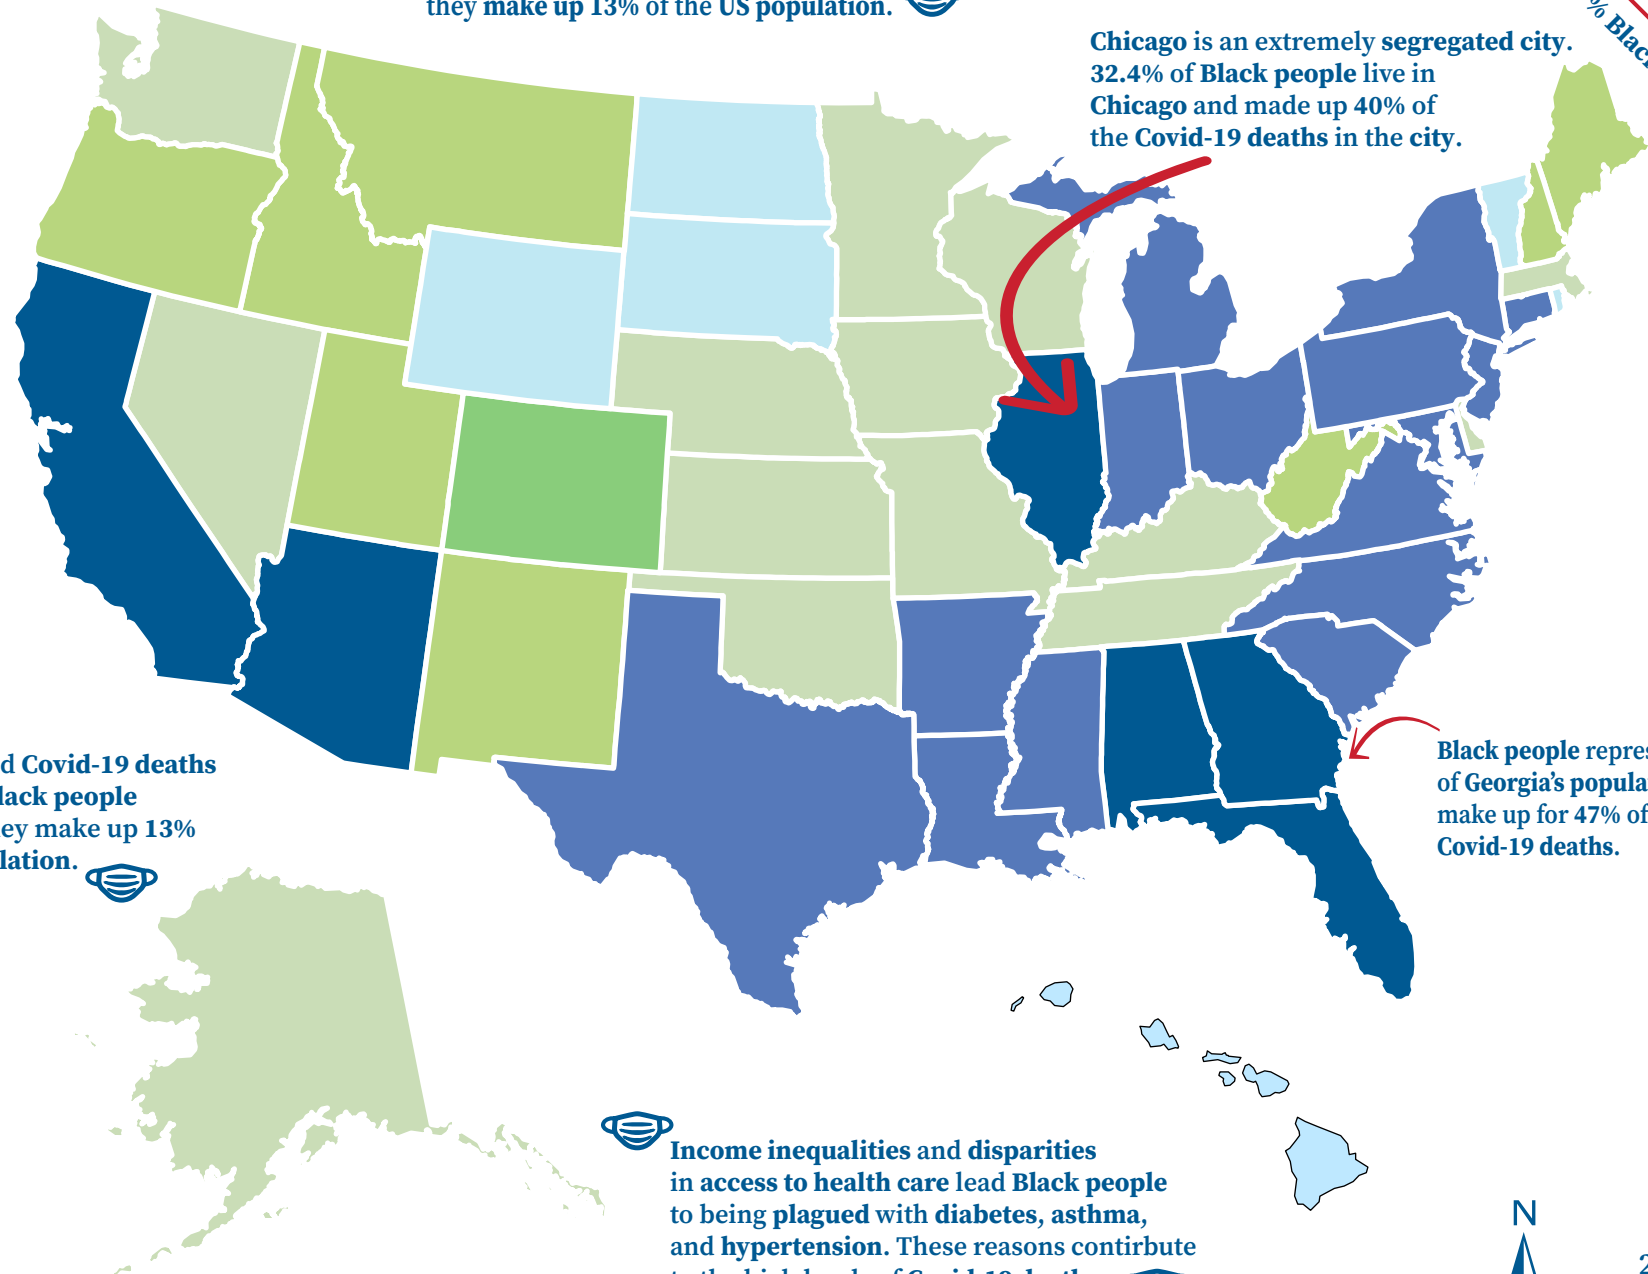 they make up 13% of the US population.
% Black
Chicago is an extremely segregated city.
32.4% of Black people live in
Chicago and made up 40% of
the Covid-19 deaths in the city.
d Covid-19 deaths
lack people
ey make up 13%
lation.
Black people repres
of Georgia's popula
make up for 47% of
Covid-19 deaths.
Income inequalities and disparities
in access to health care lead Black people
to being plagued with diabetes, asthma,
and hypertension. These reasons contirbute
N